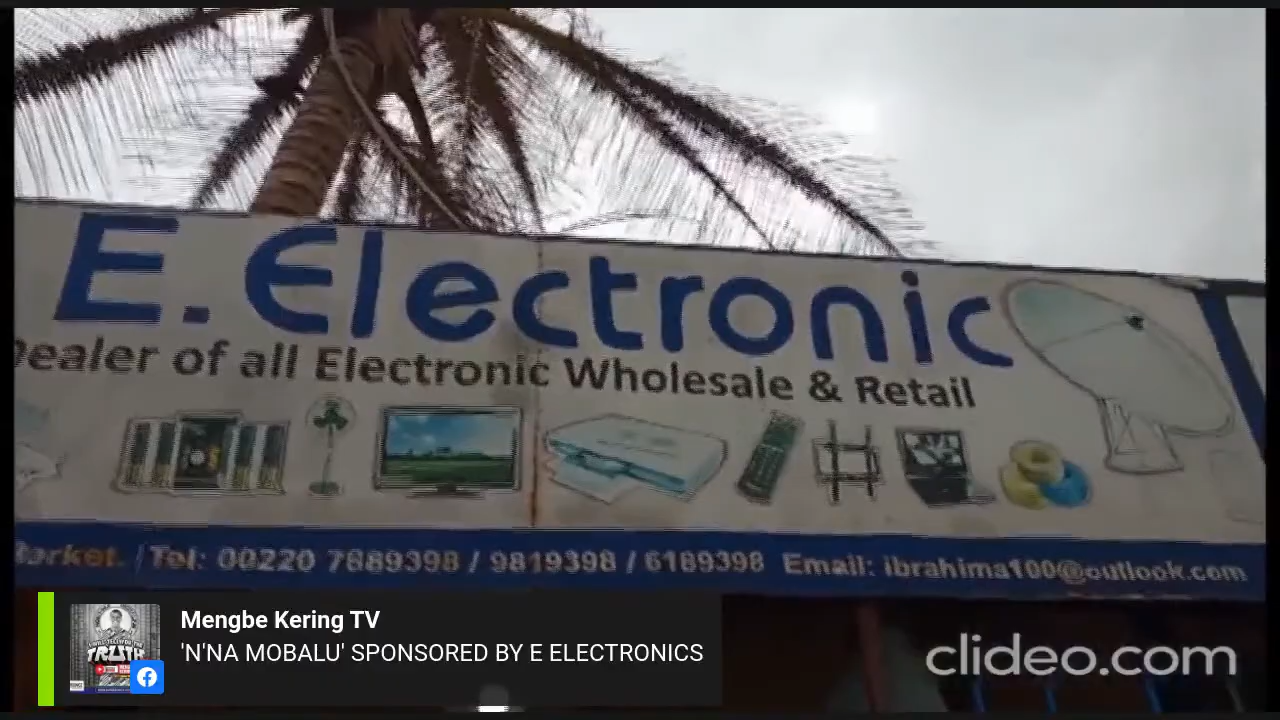 E. Electronic
Dealer of all Electronic Wholesale & Retail
Market. / Tel: 00220 7689398 / 9819398 / 6189398 Email: ibrahima100@outlook.com
Mengbe Kering TV
'N'NA MOBALU' SPONSORED BY E ELECTRONICS
TRUTH
clideo.com